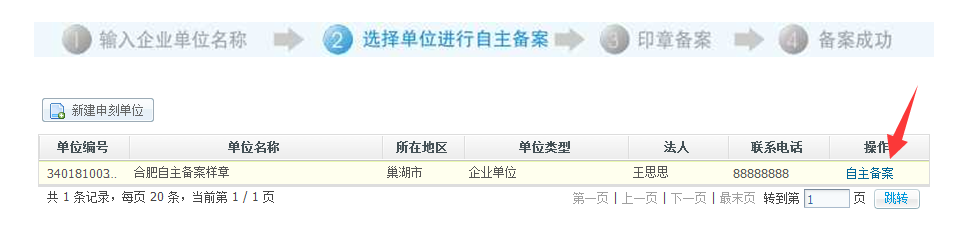 1 输入企业单位名称 2 选择单位进行自主备案 3 印章备案 4 备案成功
新建申刻单位
单位编号 单位名称 所在地区 单位类型 法人 联系电话 操作
340181003.. 合肥自主备案样章 巢湖市 企业单位 王思思 88888888 自主备案
共 1 条记录，每页 20 条，当前第 1 / 1 页 第一页 | 上一页 | 下一页 | 最末页 转到第 1 页 跳转